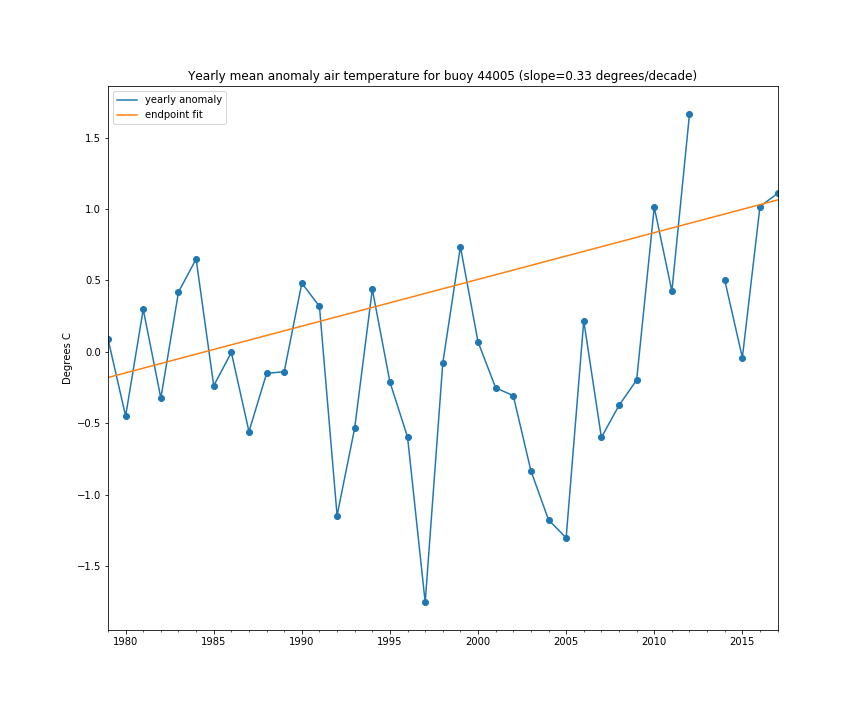 Yearly mean anomaly air temperature for buoy 44005 (slope=0.33 degrees/decade)
yearly anomaly
endpoint fit
1.5
1.0
0.5
0.0
−0.5
−1.0
−1.5
Degrees C
1980 1985 1990 1995 2000 2005 2010 2015